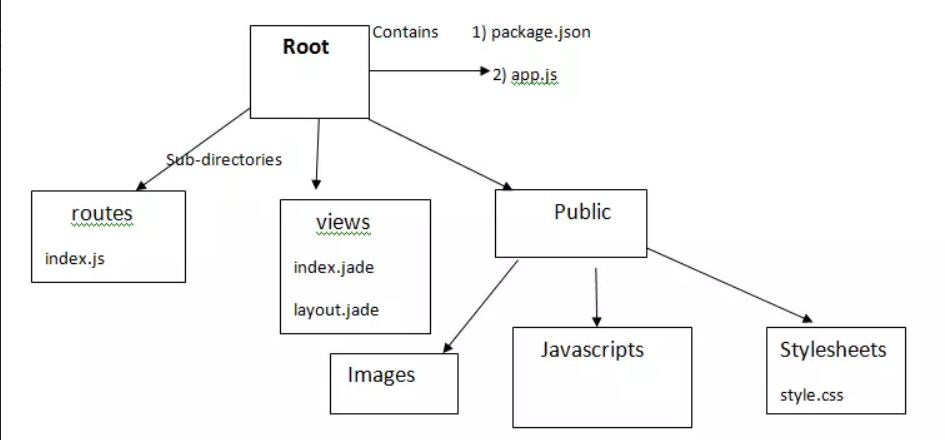 Root
Contains
1) package.json
2) app.js
Sub-directories
routes
index.js
views
index.jade
layout.jade
Public
Images
Javascripts
Stylesheets
style.css